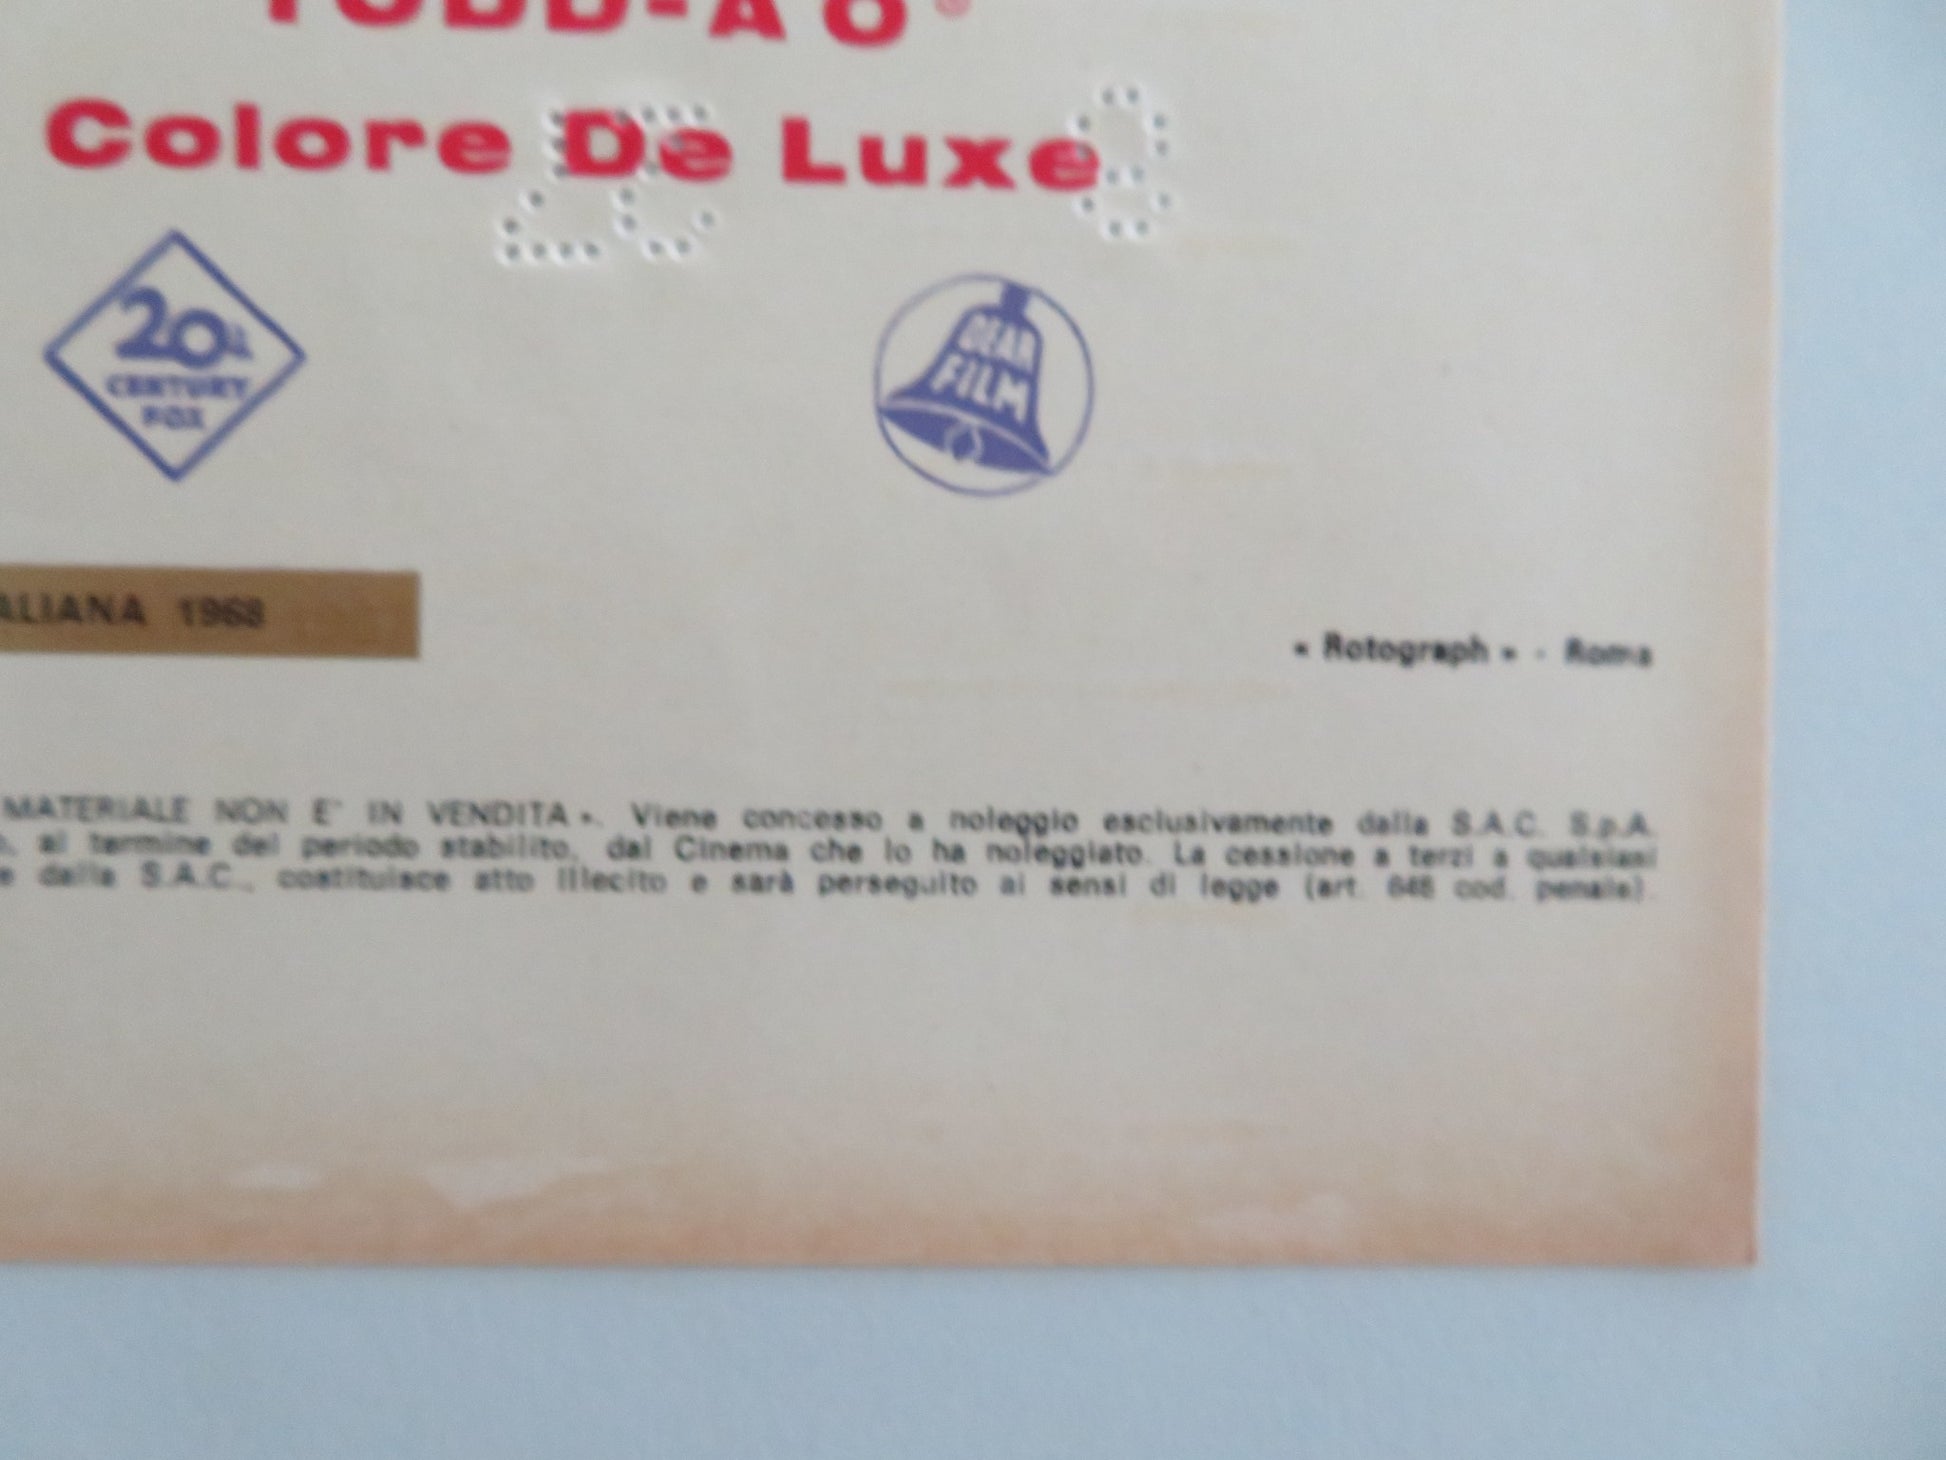 TODD-AO®
Colore De Luxe
20th
CENTURY
FOX
DEAR
FILM
ALIANA 1968
« Rotograph » - Roma
MATERIALE NON E' IN VENDITA ». Viene concesso a noleggio esclusivamente dalla S.A.C. S.p.A.
o, al termine del periodo stabilito, dal Cinema che lo ha noleggiato. La cessione a terzi a qualsiasi
e dalla S.A.C., costituisce atto illecito e sarà perseguito ai sensi di legge (art. 646 cod. penale).